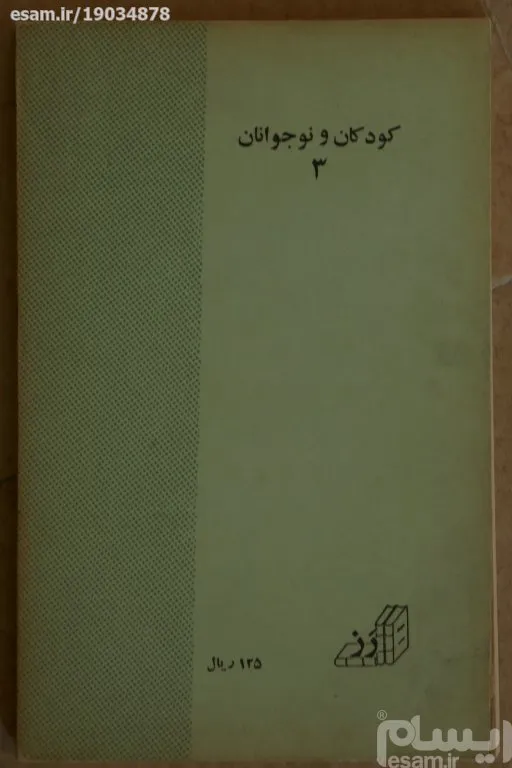 esam.ir/19034878
کودکان و نوجوانان
۳
رز
۱۲۵ ریال
ایسام®
esam.ir